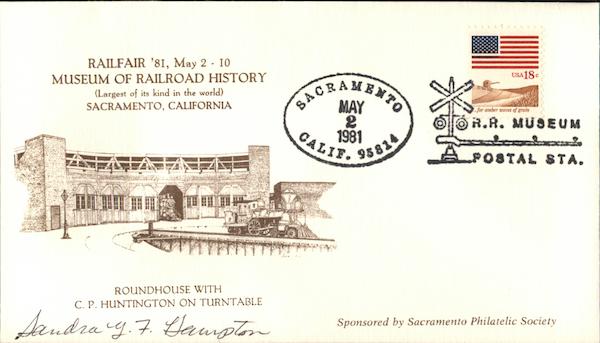 RAILFAIR '81, May 2 - 10
MUSEUM OF RAILROAD HISTORY
(Largest of its kind in the world)
SACRAMENTO, CALIFORNIA
SACRAMENTO
MAY
2
1981
CALIF. 95814
USA 18c
...for amber waves of grain
R.R. MUSEUM
POSTAL STA.
ROUNDHOUSE WITH
C. P. HUNTINGTON ON TURNTABLE
Sandra Y. F. Hampton
Sponsored by Sacramento Philatelic Society